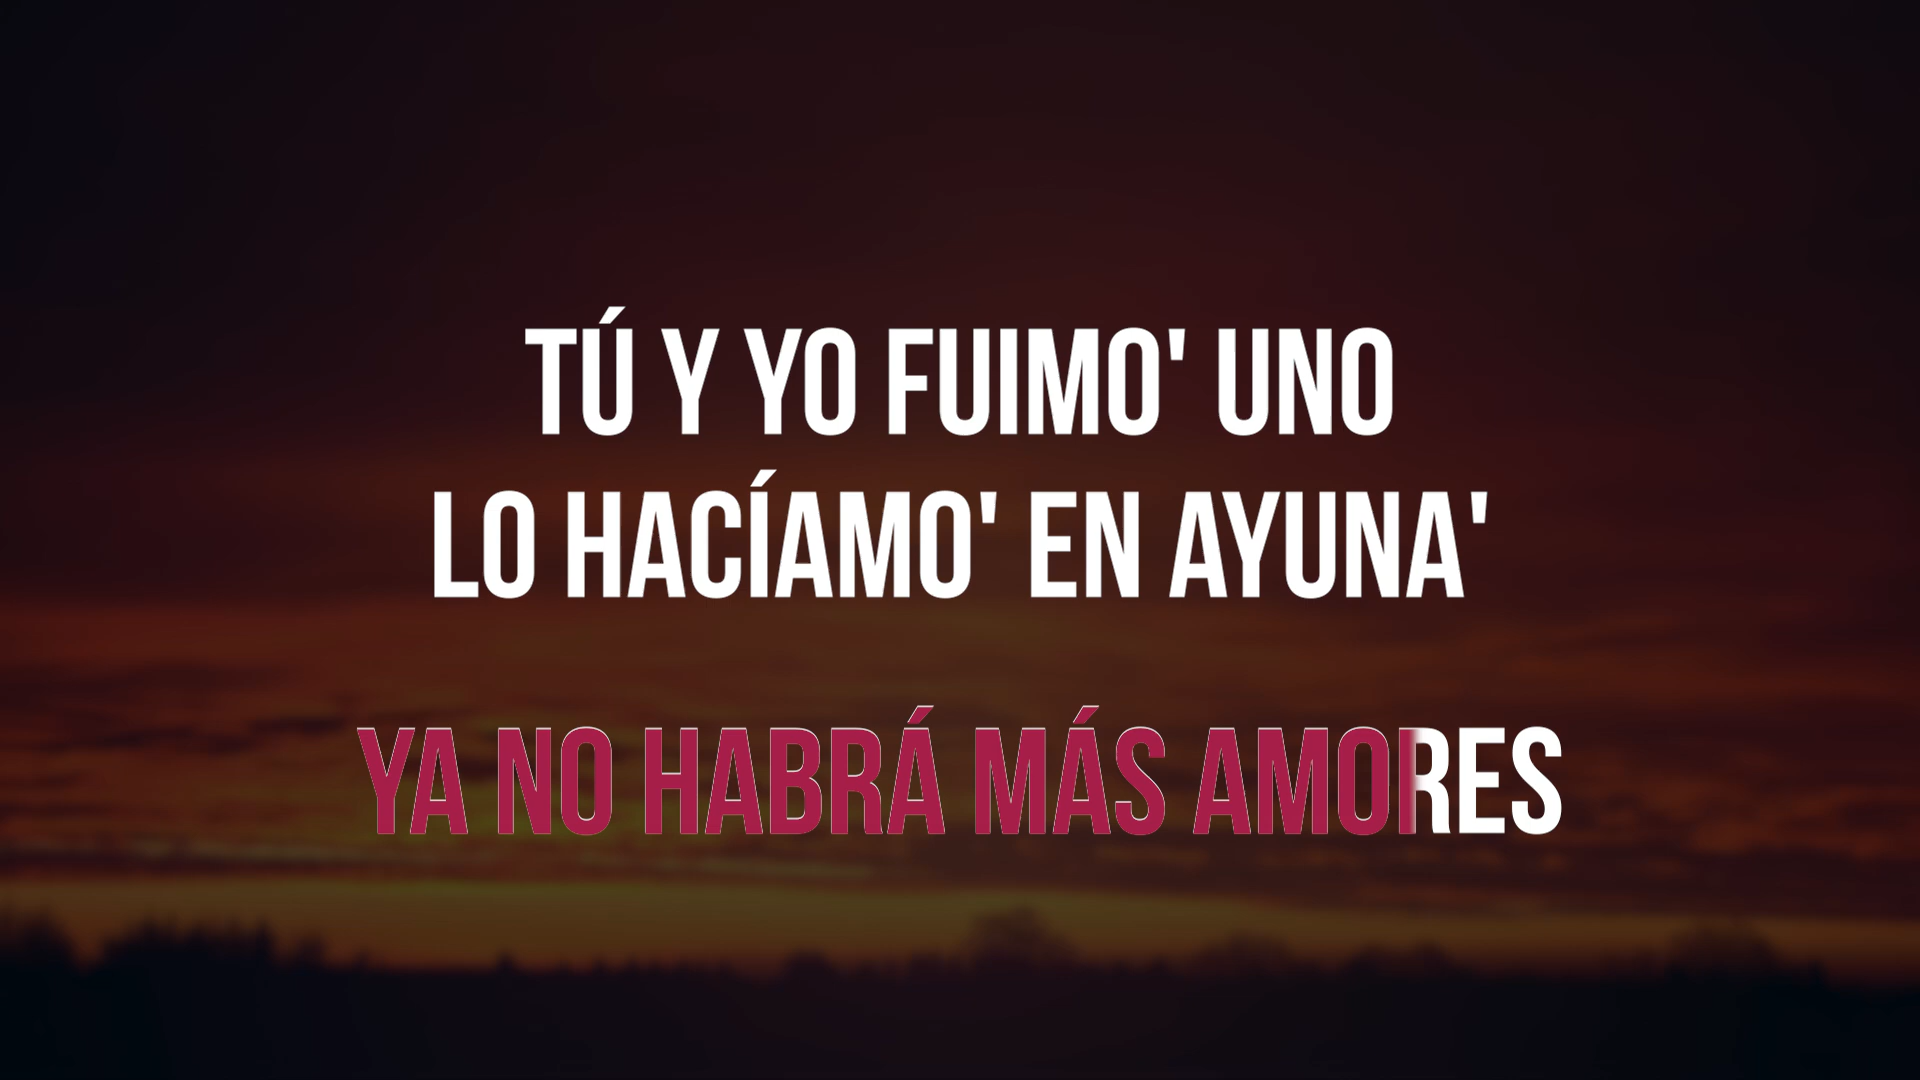 TÚ Y YO FUIMO' UNO
LO HACÍAMO' EN AYUNA'
YA NO HABRÁ MÁS AMORES